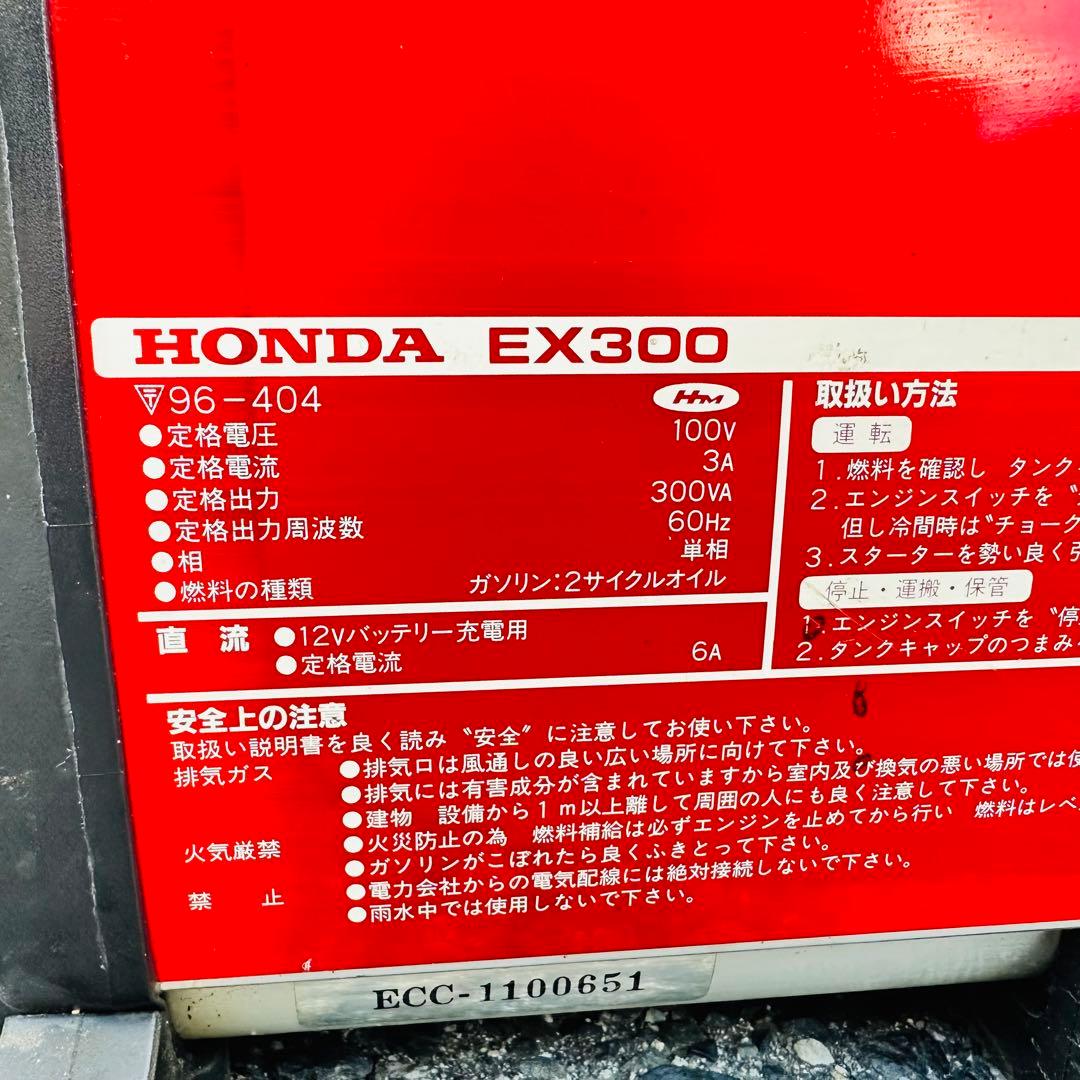 HONDA EX300
〒96-404 HM
●定格電圧 100V
●定格電流 3A
●定格出力 300VA
●定格出力周波数 60Hz
●相 単相
●燃料の種類 ガソリン:2サイクルオイル
直流 ●12Vバッテリー充電用
●定格電流 6A
取扱い方法
運転
1.燃料を確認し タンク
2.エンジンスイッチを〝
但し冷間時は〝チョーク
3.スターターを勢い良く引
停止・運搬・保管
1.エンジンスイッチを〝停
2.タンクキャップのつまみ
安全上の注意
取扱い説明書を良く読み〝安全〞に注意してお使い下さい。
排気ガス ●排気口は風通しの良い広い場所に向けて下さい。
●排気には有害成分が含まれていますから室内及び換気の悪い場所では使
●建物 設備から1m以上離して周囲の人にも良く注意して下さい。
火気厳禁 ●火災防止の為 燃料補給は必ずエンジンを止めてから行い 燃料はレベ
●ガソリンがこぼれたら良くふきとって下さい。
禁止 ●電力会社からの電気配線には絶対接続しないで下さい。
●雨水中では使用しないで下さい。
ECC-1100651